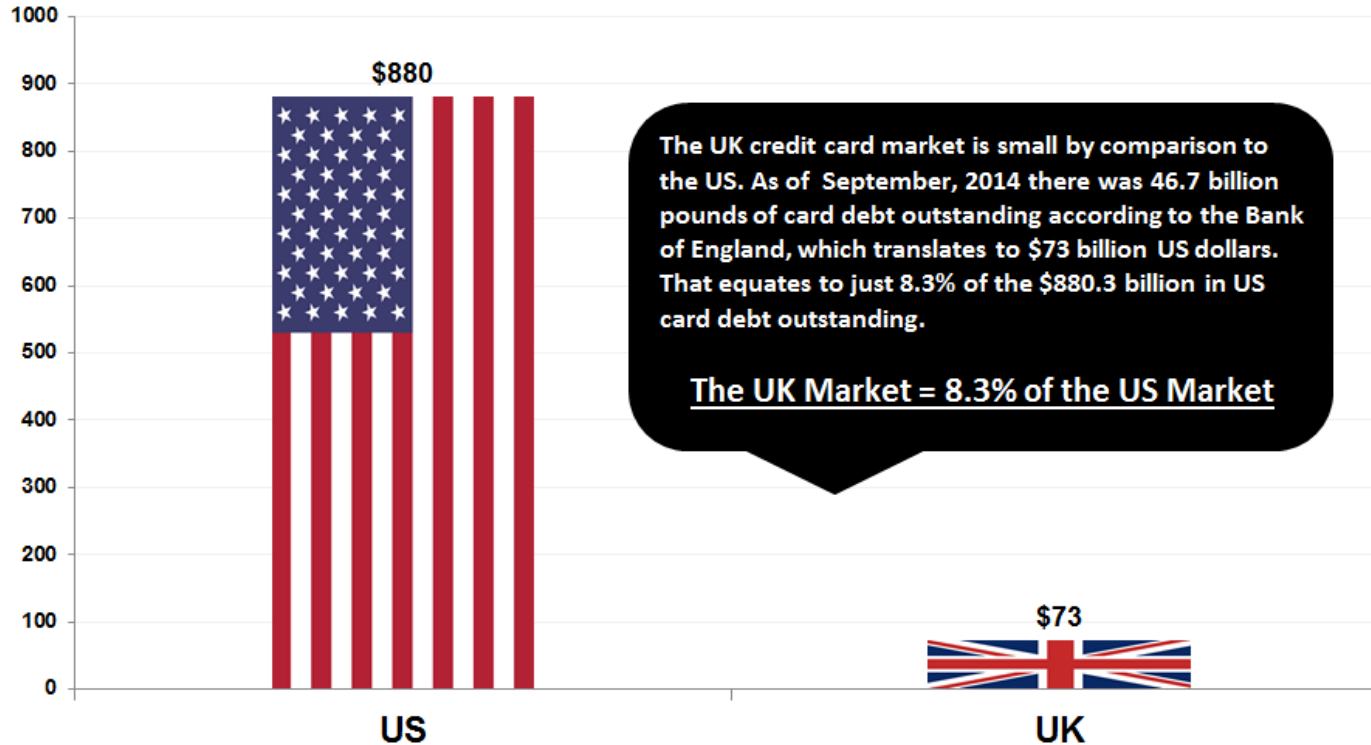 1000
900
800
700
600
500
400
300
200
100
0
$880
The UK credit card market is small by comparison to
the US. As of September, 2014 there was 46.7 billion
pounds of card debt outstanding according to the Bank
of England, which translates to $73 billion US dollars.
That equates to just 8.3% of the $880.3 billion in US
card debt outstanding.
The UK Market = 8.3% of the US Market
$73
US
UK